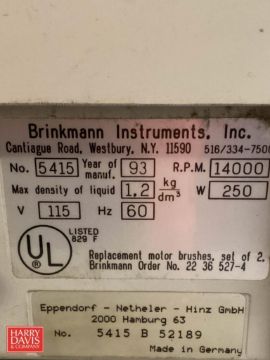 Brinkmann Instruments, Inc.
Cantiague Road, Westbury, N.Y. 11590 516/334-7500
No. 5415 Year of manuf. 93 R.P.M. 14000
Max density of liquid 1,2 kg/dm³ W 250
V 115 Hz 60
UL LISTED
829 F
Replacement motor brushes, set of 2.
Brinkmann Order No. 22 36 527-4
Eppendorf - Netheler - Hinz GmbH
2000 Hamburg 63
No. 5415 B 52189
Made in Germany
HARRY
DAVIS
& COMPANY